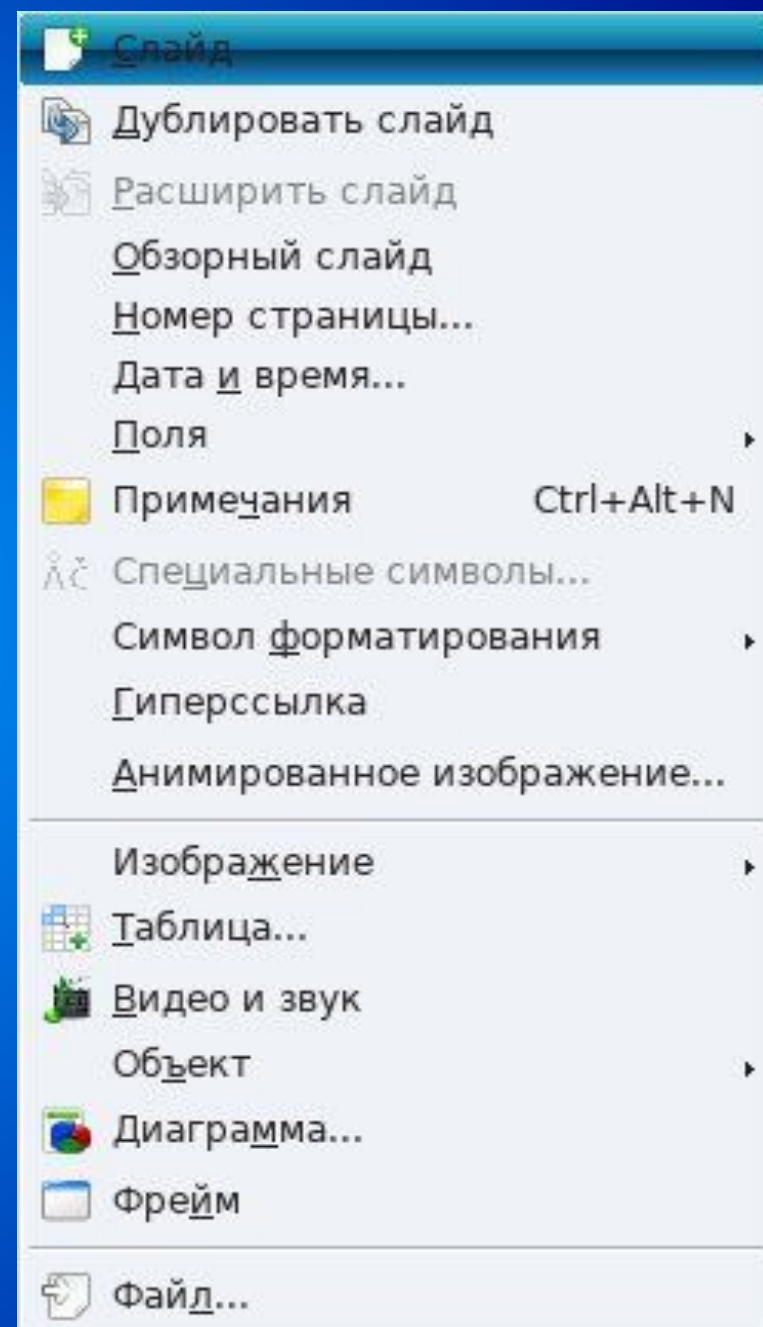 Слайд
Дублировать слайд
Расширить слайд
Обзорный слайд
Номер страницы...
Дата и время...
Поля
Примечания Ctrl+Alt+N
Специальные символы...
Символ форматирования
Гиперссылка
Анимированное изображение...
Изображение
Таблица...
Видео и звук
Объект
Диаграмма...
Фрейм
Файл...